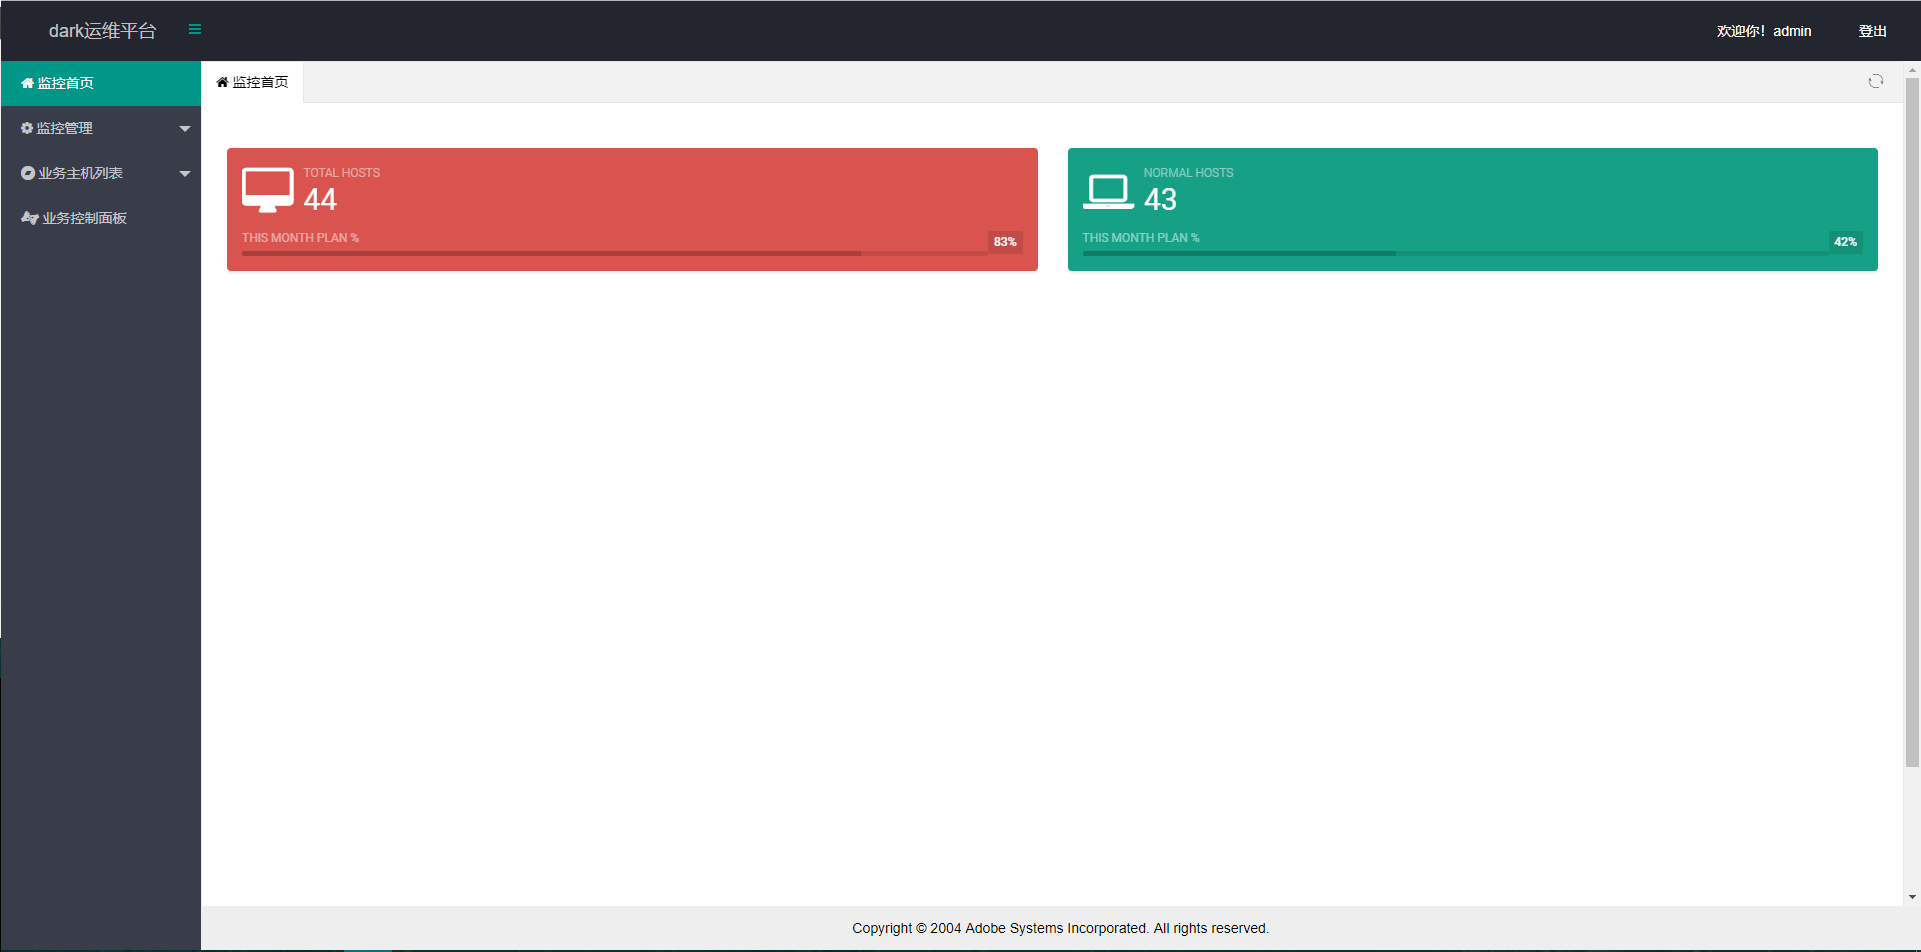 dark运维平台
欢迎你！admin
登出
监控首页
监控管理
业务主机列表
业务控制面板
监控首页
TOTAL HOSTS
44
THIS MONTH PLAN %
83%
NORMAL HOSTS
43
THIS MONTH PLAN %
42%
Copyright © 2004 Adobe Systems Incorporated. All rights reserved.